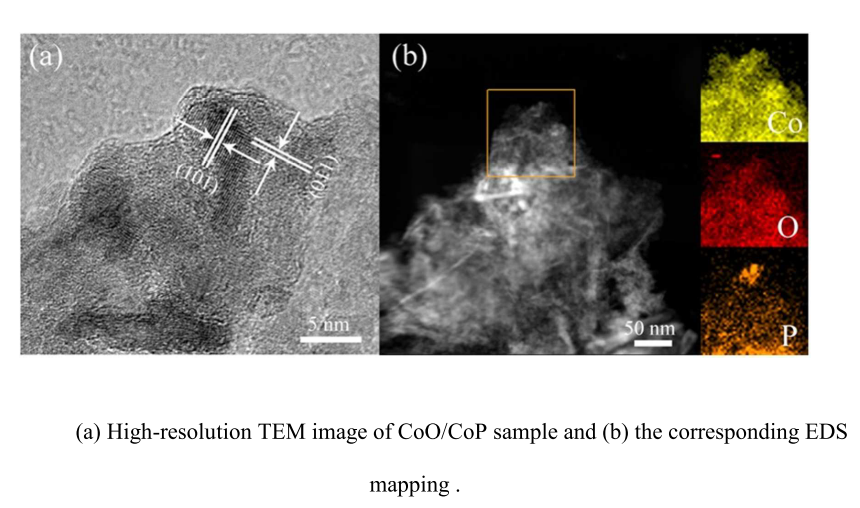 (a)
(b)
Co
(101)
O
5 nm
50 nm
P
(a) High-resolution TEM image of CoO/CoP sample and (b) the corresponding EDS
mapping .